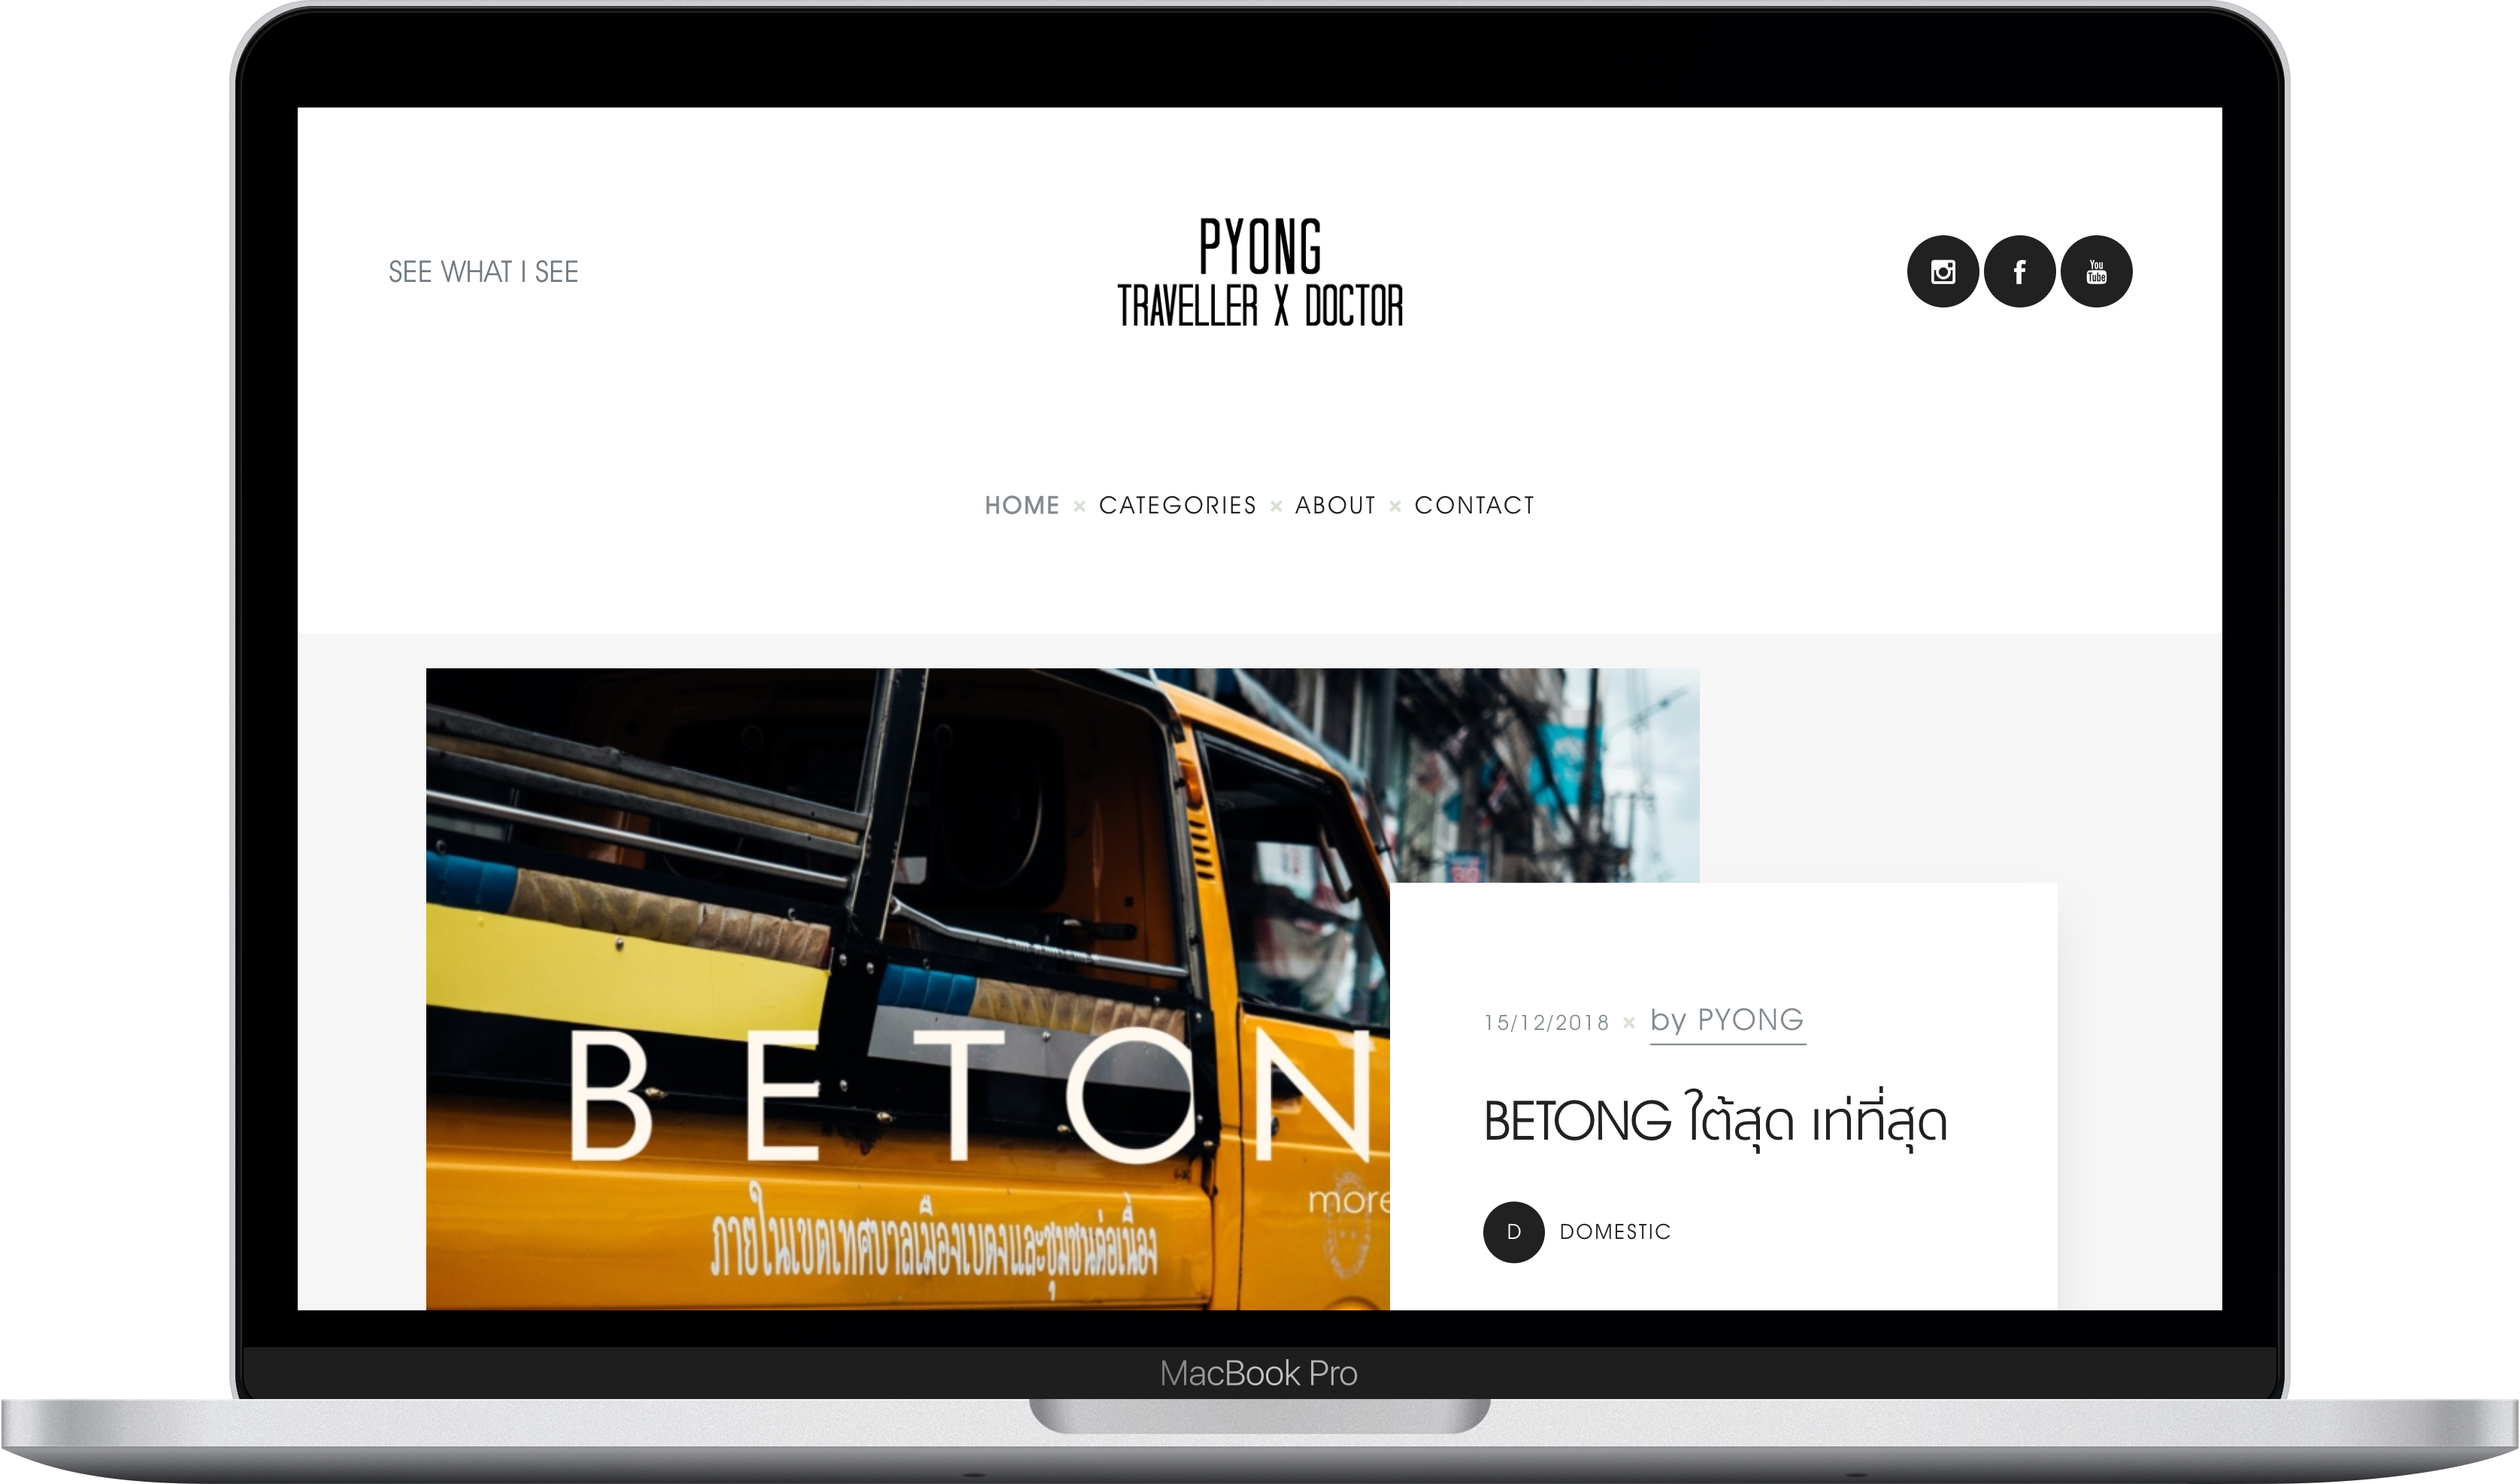 SEE WHAT I SEE
PYONG
TRAVELLER X DOCTOR
You
Tube
HOME × CATEGORIES × ABOUT × CONTACT
15/12/2018 × by PYONG
BETONG ใต้สุด เท่ที่สุด
BETON
more
ภายในเขตเทศบาลเมืองเบตงและชุมชนต่อเนื่อง
D DOMESTIC
MacBook Pro